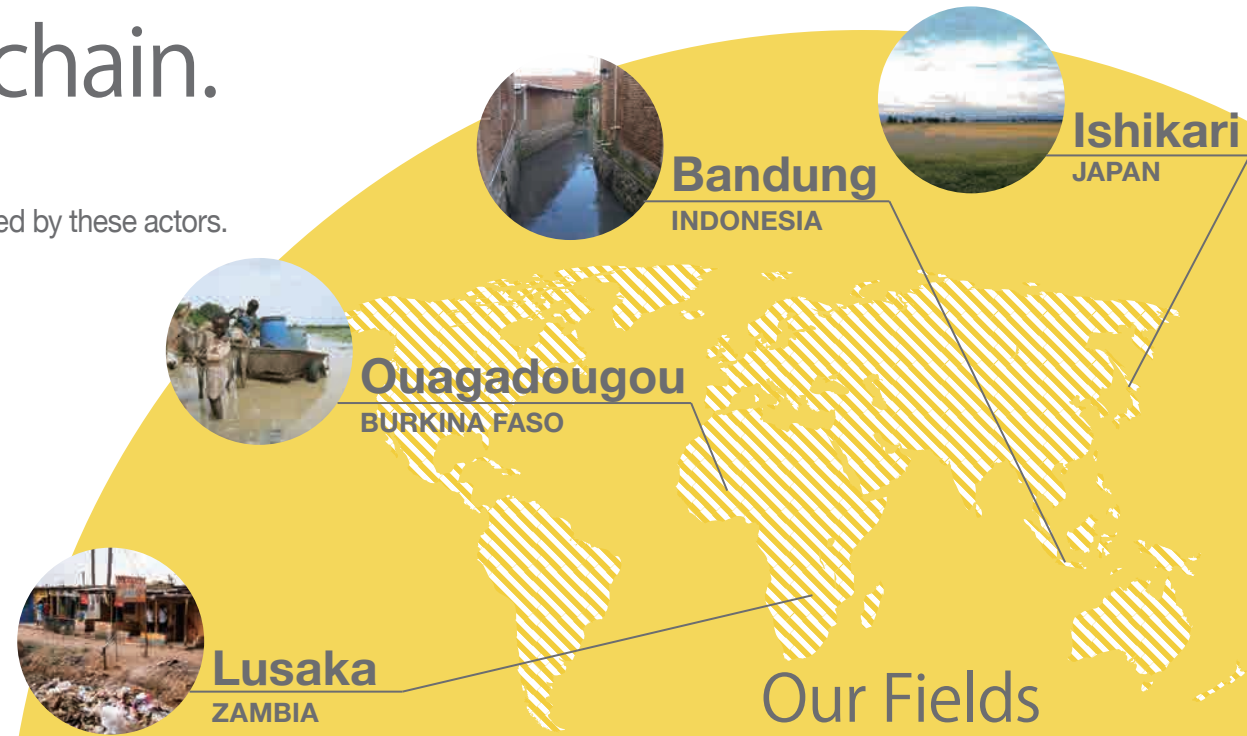 chain.
ed by these actors.
Ishikari
JAPAN
Bandung
INDONESIA
Ouagadougou
BURKINA FASO
Lusaka
ZAMBIA
Our Fields